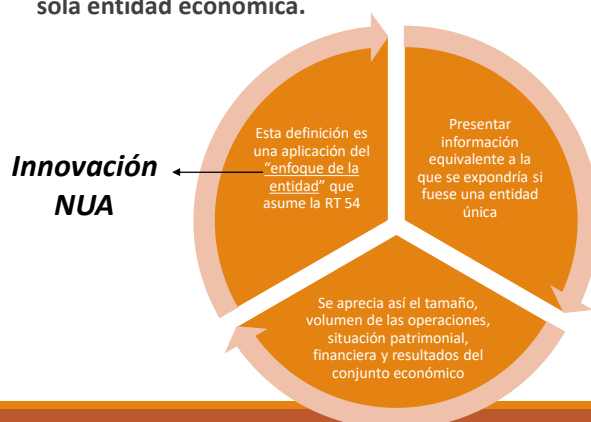 sola entidad económica.
Innovación
NUA
Esta definición es
una aplicación del
“enfoque de la
entidad” que
asume la RT 54
Presentar
información
equivalente a la
que se expondría si
fuese una entidad
única
Se aprecia así el tamaño,
volumen de las operaciones,
situación patrimonial,
financiera y resultados del
conjunto económico